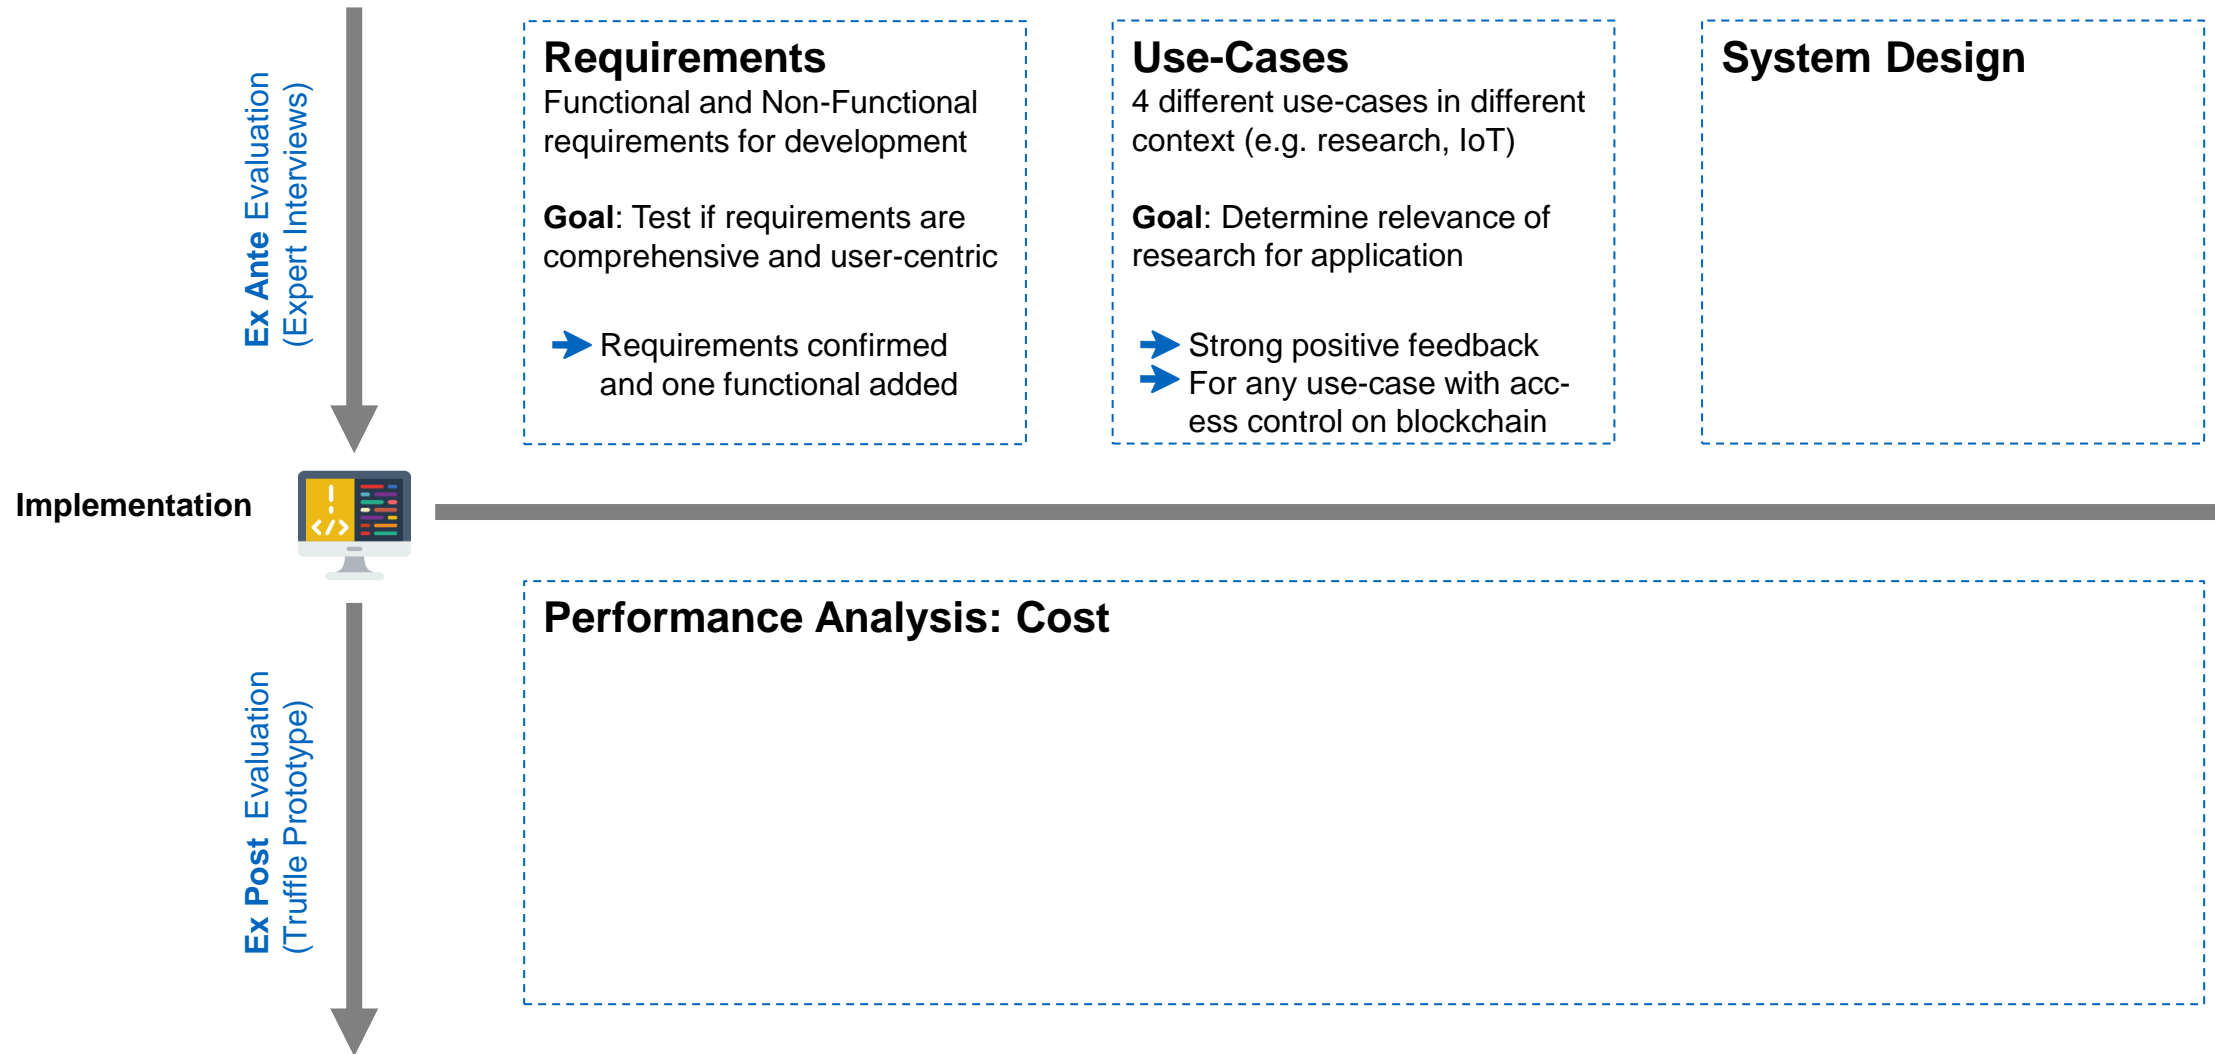 Ex Ante Evaluation
(Expert Interviews)
Requirements
Functional and Non-Functional
requirements for development
Goal: Test if requirements are
comprehensive and user-centric
Requirements confirmed
and one functional added
Use-Cases
4 different use-cases in different
context (e.g. research, IoT)
Goal: Determine relevance of
research for application
Strong positive feedback
For any use-case with acc-
ess control on blockchain
System Design
Implementation
</>
Ex Post Evaluation
(Truffle Prototype)
Performance Analysis: Cost